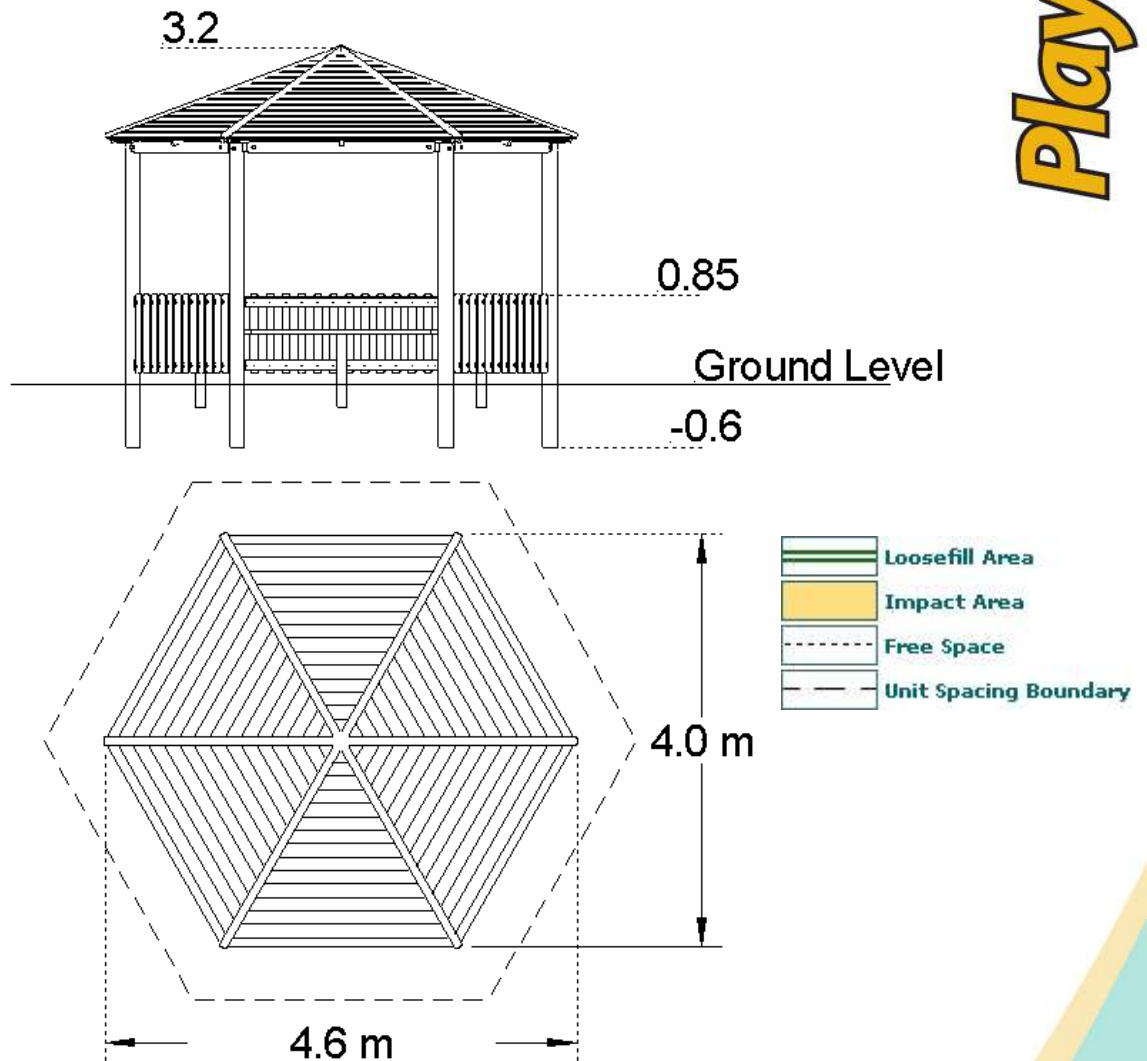 3.2
Play
0.85
Ground Level
-0.6
Loosefill Area
Impact Area
Free Space
Unit Spacing Boundary
4.0 m
4.6 m